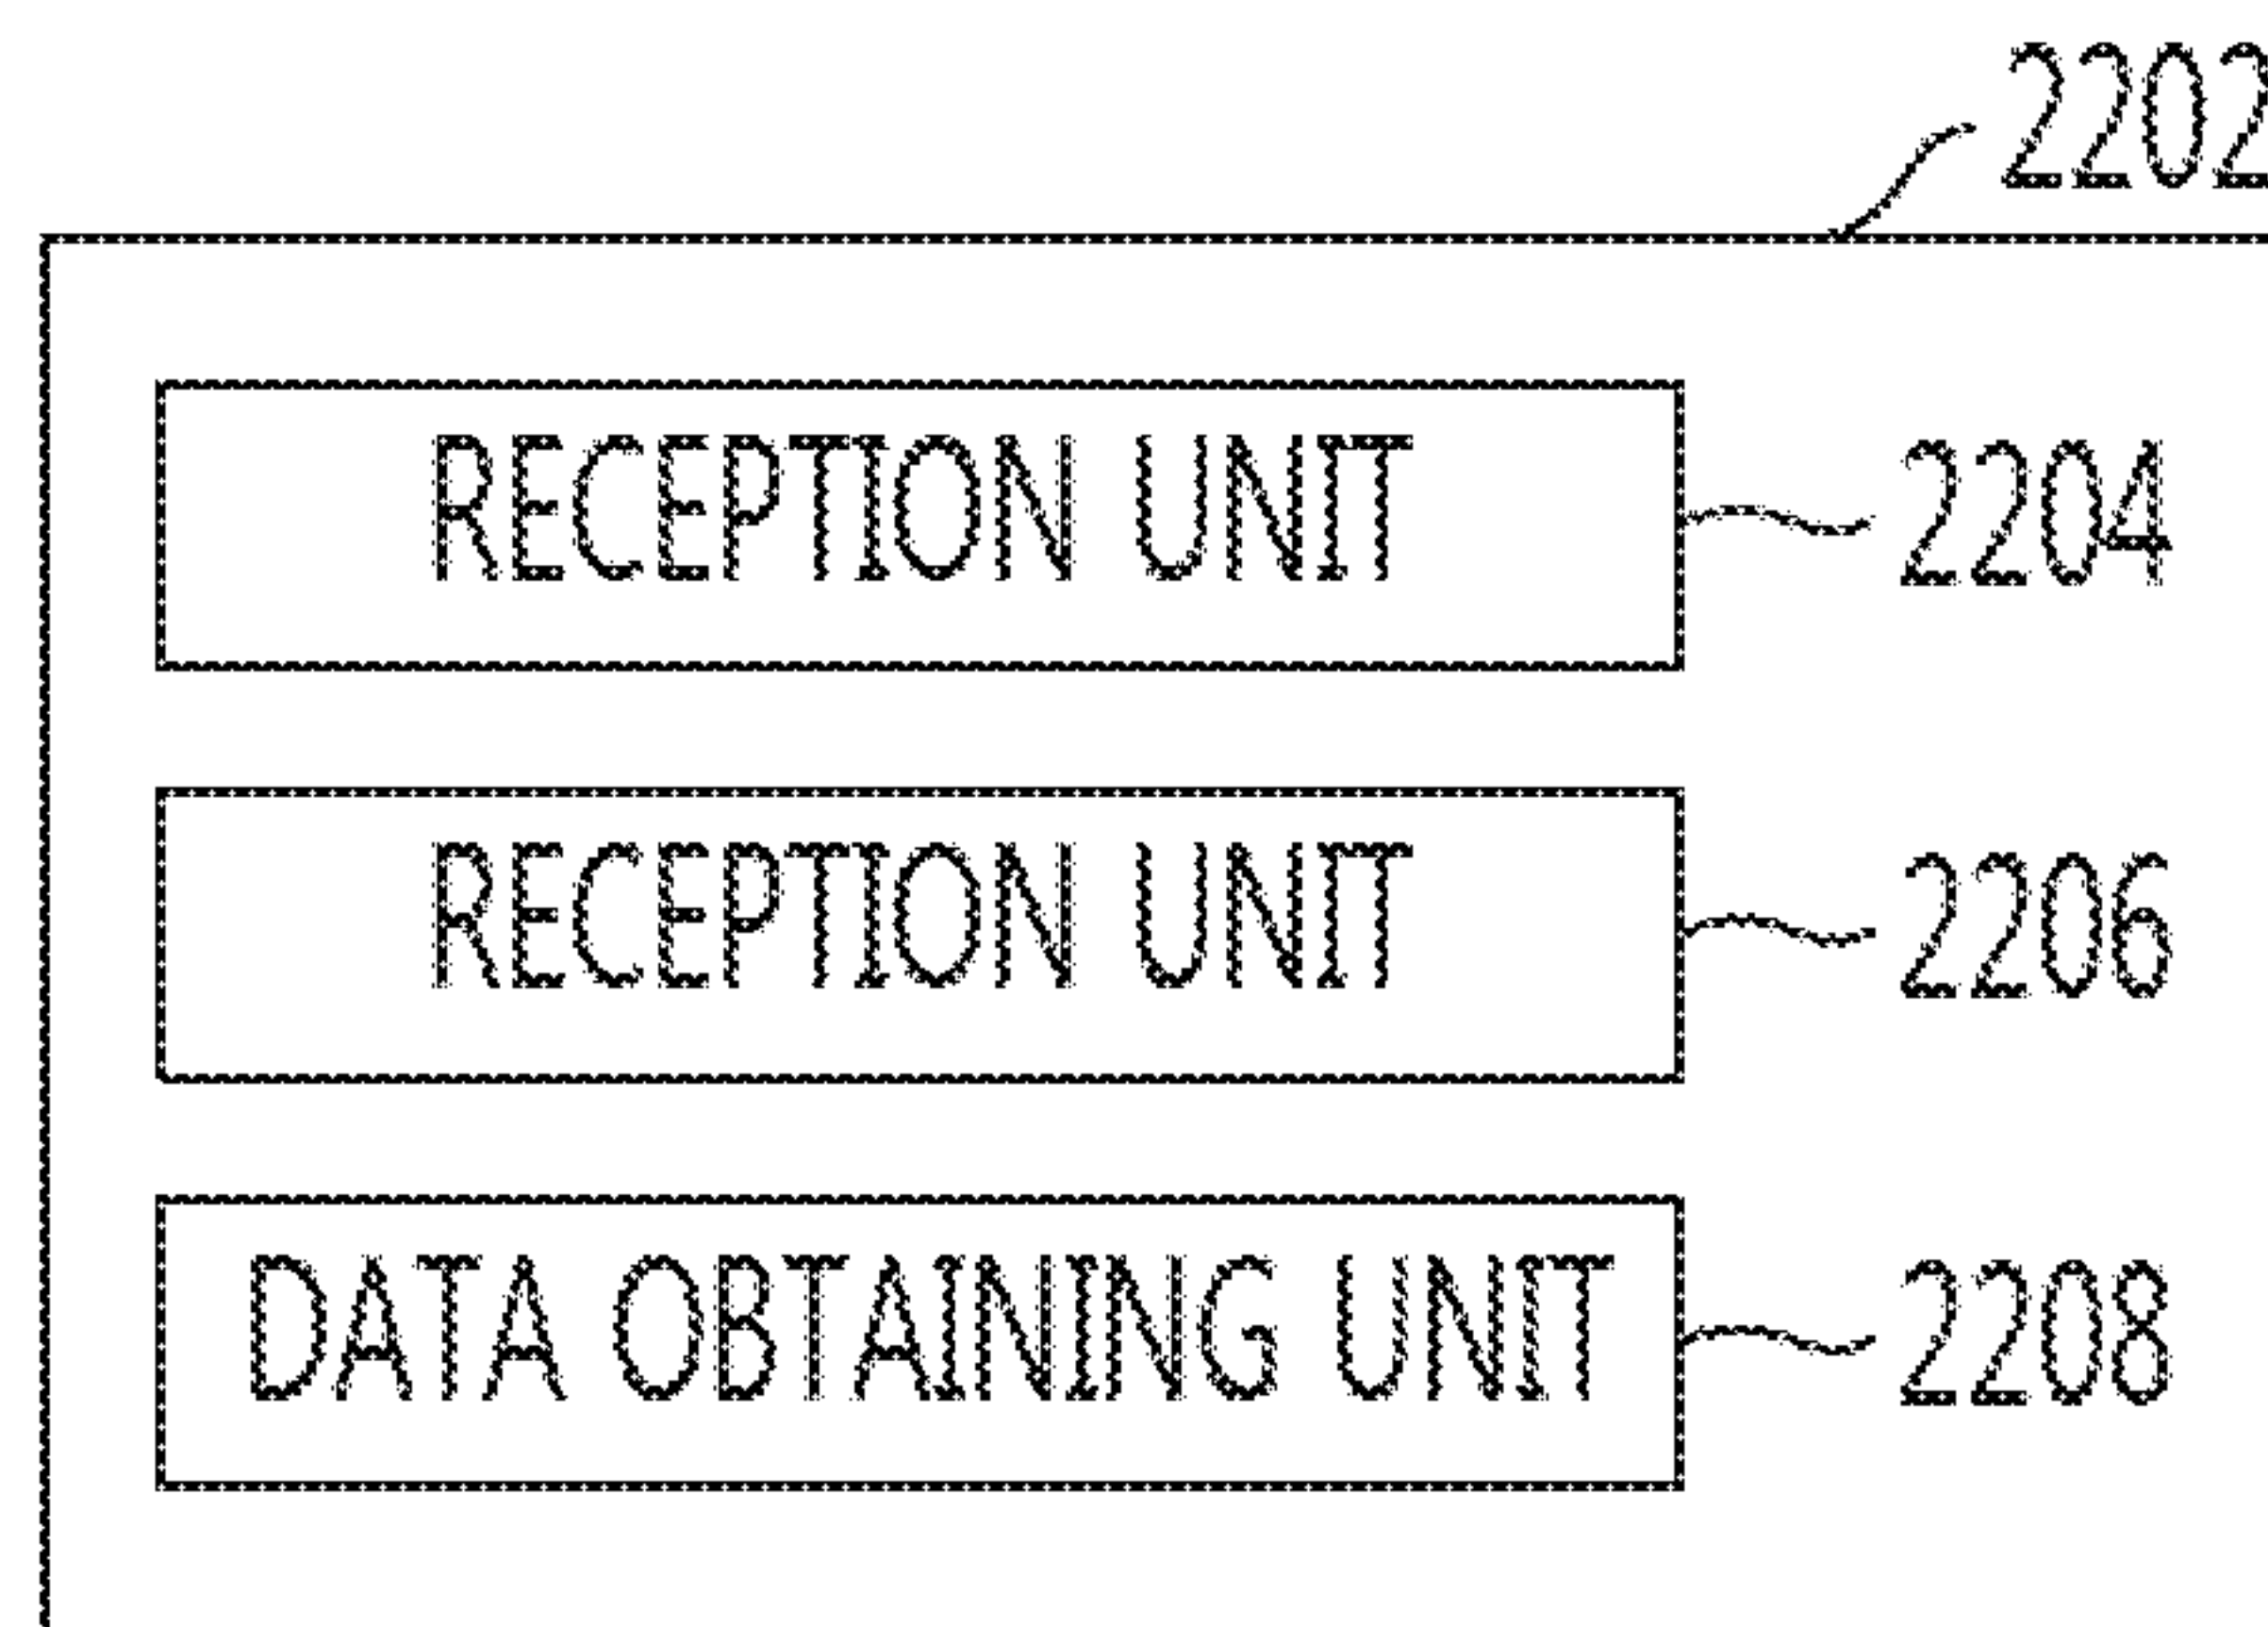 2202
RECEPTION UNIT
2204
RECEPTION UNIT
2206
DATA OBTAINING UNIT
2208